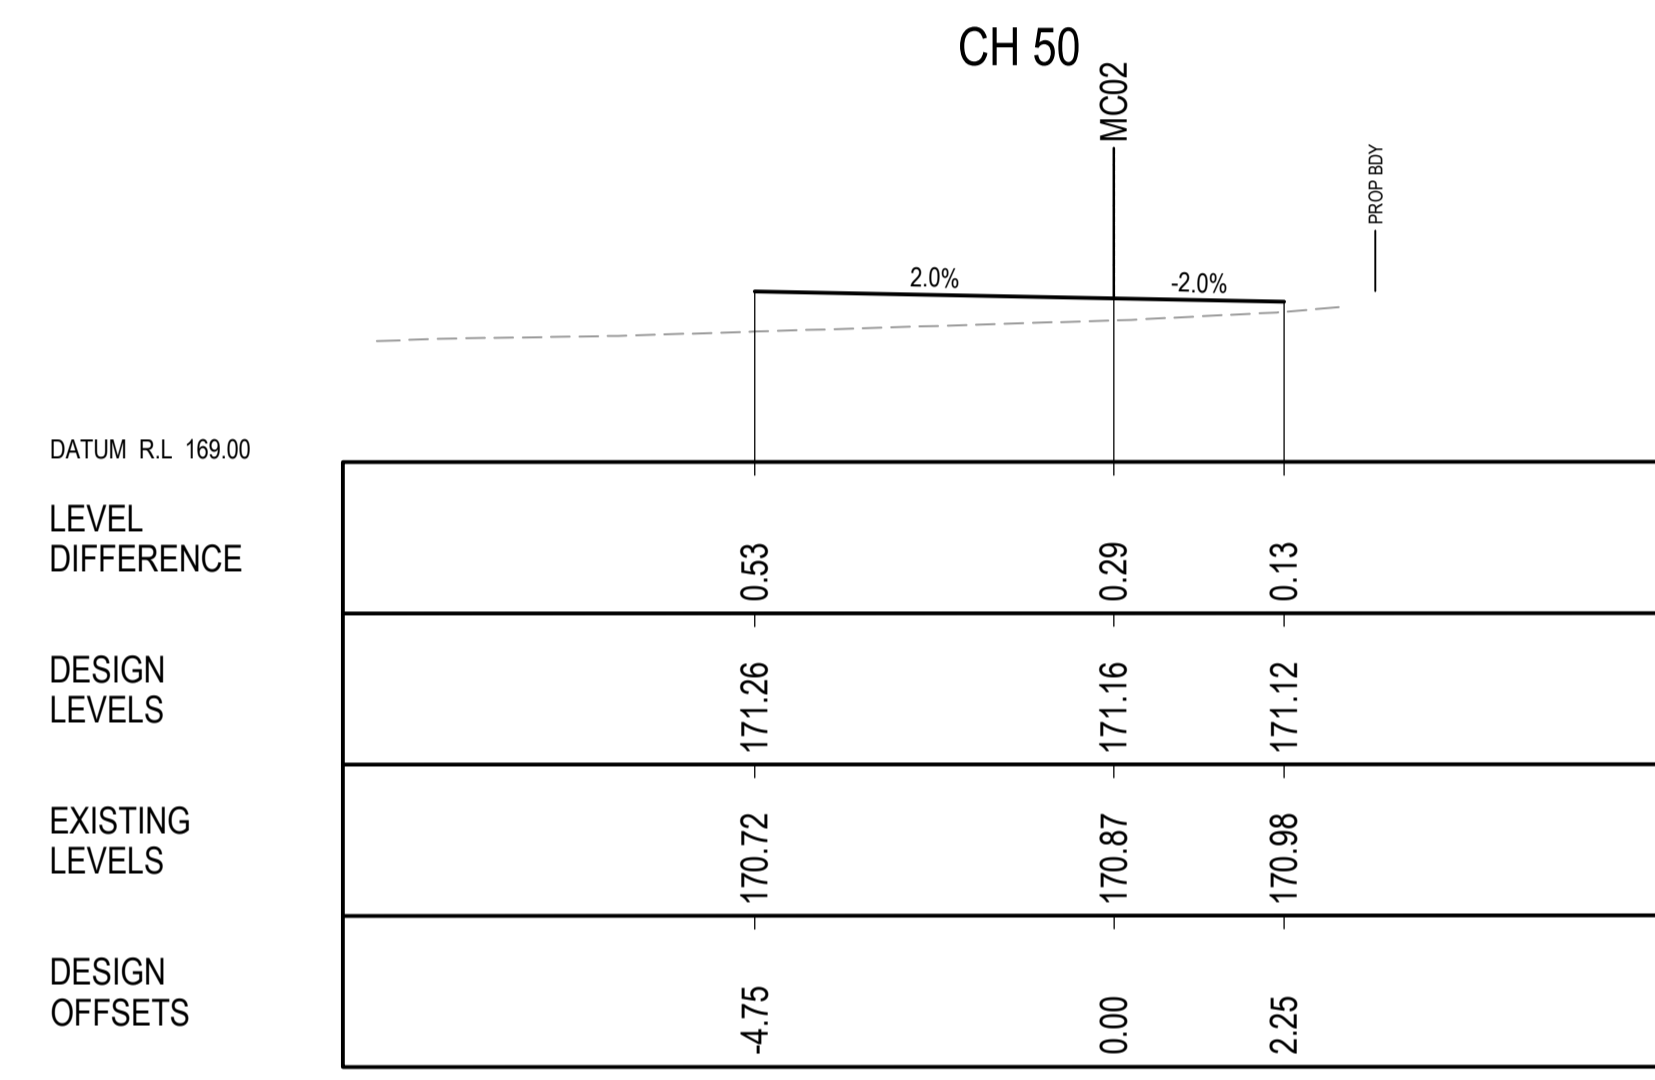 CH 50
MC02
PROP BDY
2.0%
-2.0%
DATUM R.L 169.00
LEVEL
DIFFERENCE
0.53
0.29
0.13
DESIGN
LEVELS
171.26
171.16
171.12
EXISTING
LEVELS
170.72
170.87
170.98
DESIGN
OFFSETS
-4.75
0.00
2.25